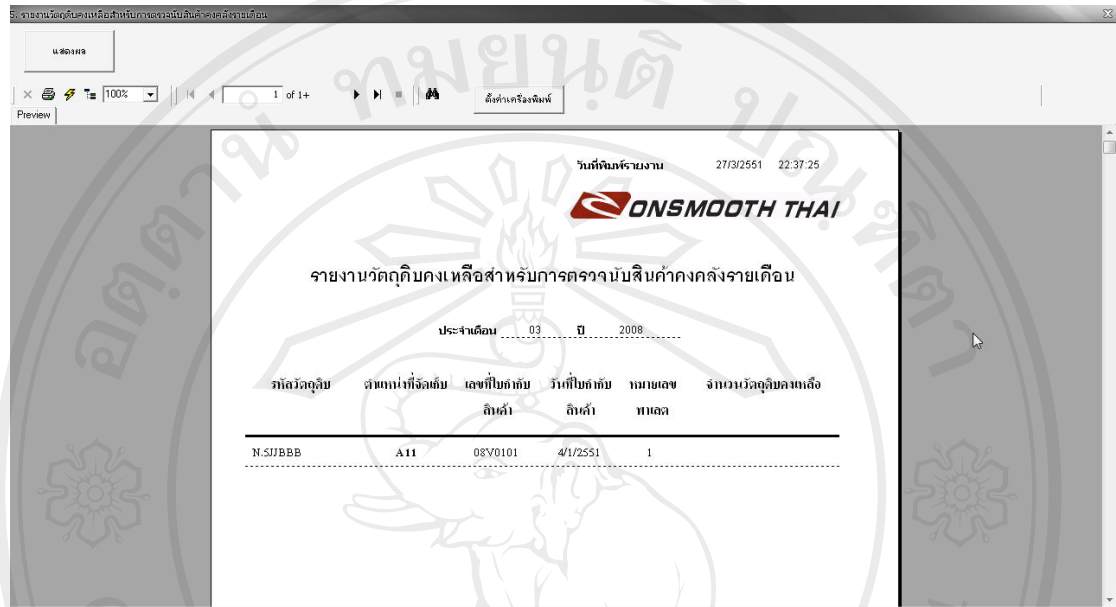 5. รายงานวัตถุดิบคงเหลือสำหรับการตรวจนับสินค้าคงคลังรายเดือน
แสดงผล
100% 1 of 1+ ตั้งค่าเครื่องพิมพ์
Preview
วันที่พิมพ์รายงาน 27/3/2551 22:37:25
ONSMOOTH THAI
รายงานวัตถุดิบคงเหลือสำหรับการตรวจนับสินค้าคงคลังรายเดือน
ประจำเดือน 03 ปี 2008
รหัสวัตถุดิบ ตำแหน่งที่จัดเก็บ เลขที่ใบกำกับ วันที่ใบกำกับ หมายเลข จำนวนวัตถุดิบคงเหลือ
สินค้า สินค้า พาเลต
N.5JJBBB A11 08V0101 4/1/2551 1